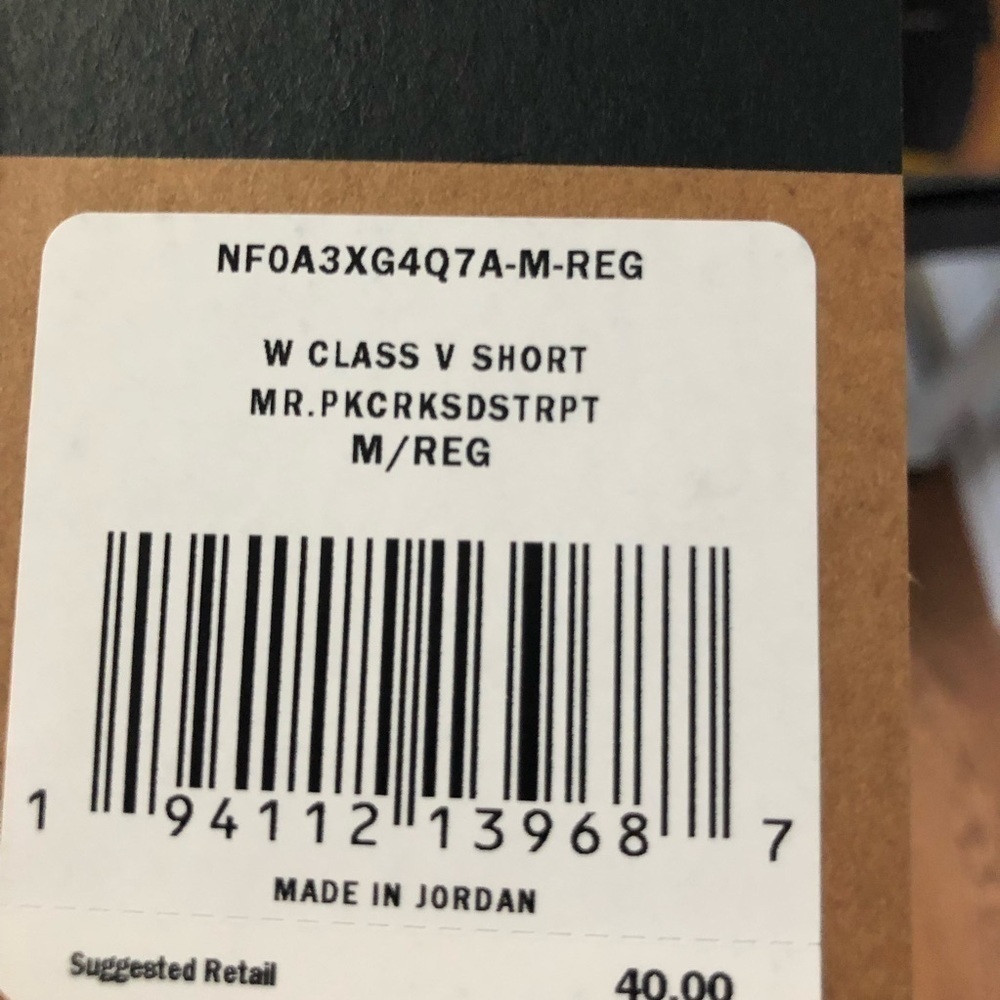 NF0A3XG4Q7A-M-REG
W CLASS V SHORT
MR.PKCRKSDSTRPT
M/REG
1 94112 13968 7
MADE IN JORDAN
Suggested Retail 40.00